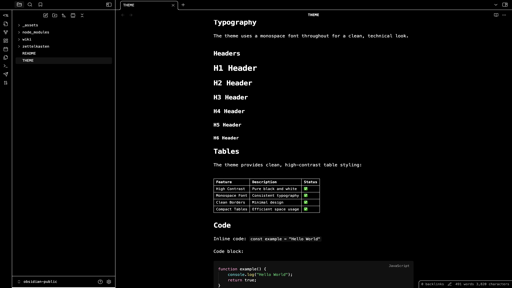 THEME
_assets
node_modules
wiki
zettelkasten
README
THEME
THEME
Typography
The theme uses a monospace font throughout for a clean, technical look.
Headers
H1 Header
H2 Header
H3 Header
H4 Header
H5 Header
H6 Header
Tables
The theme provides clean, high-contrast table styling:
Feature Description Status
High Contrast Pure black and white ✅
Monospace Font Consistent typography ✅
Clean Borders Minimal design ✅
Compact Tables Efficient space usage ✅
Code
Inline code: const example = "Hello World"
Code block:
JavaScript
function example() {
console.log("Hello World");
return true;
}
obsidian-public
0 backlinks
words
characters